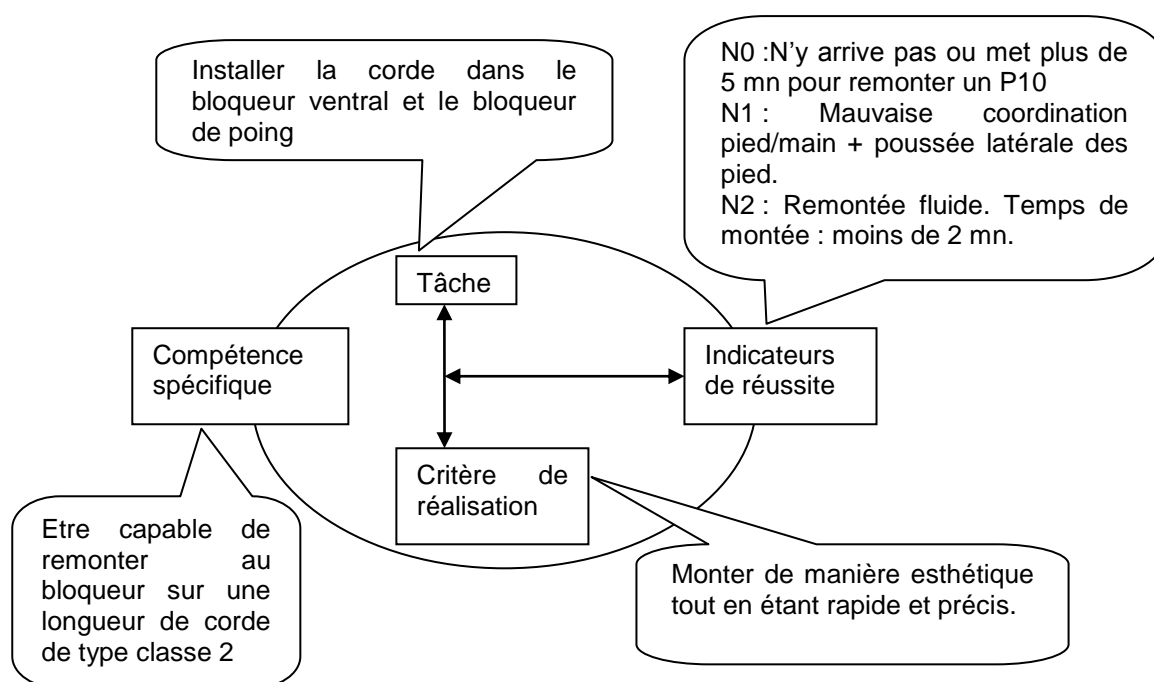 Installer la corde dans le
bloqueur ventral et le bloqueur
de poing
N0 :N'y arrive pas ou met plus de
5 mn pour remonter un P10
N1 : Mauvaise coordination
pied/main + poussée latérale des
pied.
N2 : Remontée fluide. Temps de
montée : moins de 2 mn.
Tâche
Compétence
spécifique
Indicateurs
de réussite
Critère de
réalisation
Etre capable de
remonter au
bloqueur sur une
longueur de corde
de type classe 2
Monter de manière esthétique
tout en étant rapide et précis.